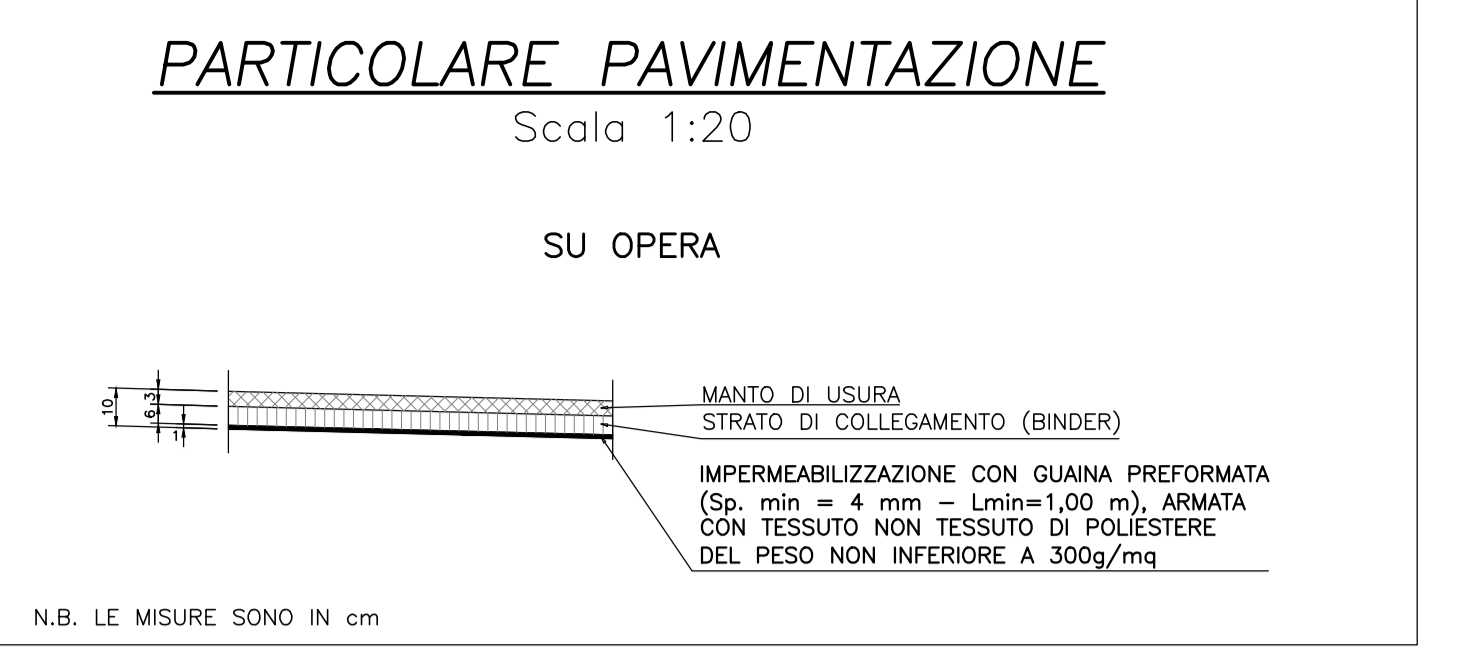 PARTICOLARE PAVIMENTAZIONE
Scala 1:20
SU OPERA
10
3
6
1
MANTO DI USURA
STRATO DI COLLEGAMENTO (BINDER)
IMPERMEABILIZZAZIONE CON GUAINA PREFORMATA
(Sp. min = 4 mm – Lmin=1,00 m), ARMATA
CON TESSUTO NON TESSUTO DI POLIESTERE
DEL PESO NON INFERIORE A 300g/mq
N.B. LE MISURE SONO IN cm